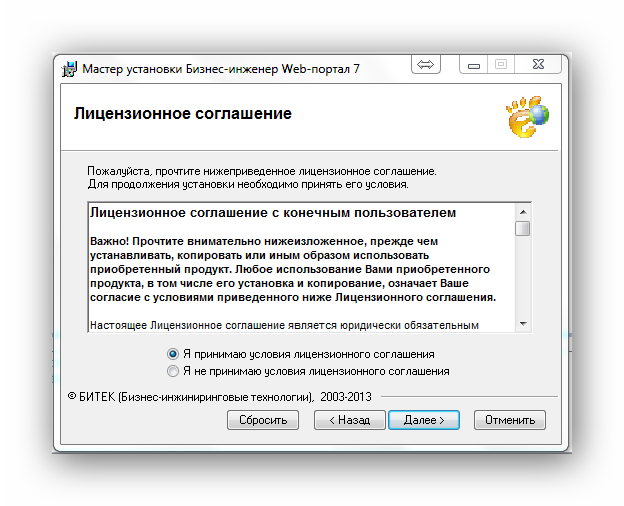 Мастер установки Бизнес-инженер Web-портал 7
Лицензионное соглашение
Пожалуйста, прочтите нижеприведенное лицензионное соглашение.
Для продолжения установки необходимо принять его условия.
Лицензионное соглашение с конечным пользователем
Важно! Прочтите внимательно нижеизложенное, прежде чем
устанавливать, копировать или иным образом использовать
приобретенный продукт. Любое использование Вами приобретенного
продукта, в том числе его установка и копирование, означает Ваше
согласие с условиями приведенного ниже Лицензионного соглашения.
Настоящее Лицензионное соглашение является юридически обязательным
Я принимаю условия лицензионного соглашения
Я не принимаю условия лицензионного соглашения
© БИТЕК (Бизнес-инжиниринговые технологии), 2003-2013
Сбросить
< Назад
Далее >
Отменить